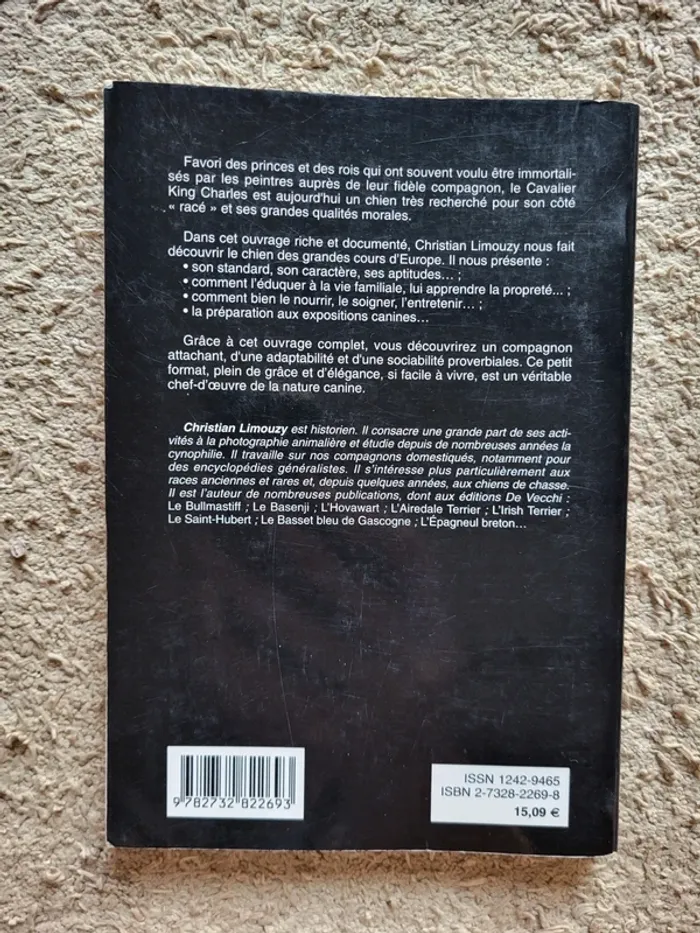 Favori des princes et des rois qui ont souvent voulu être immortali-
sés par les peintres auprès de leur fidèle compagnon, le Cavalier
King Charles est aujourd'hui un chien très recherché pour son côté
« racé » et ses grandes qualités morales.
Dans cet ouvrage riche et documenté, Christian Limouzy nous fait
découvrir le chien des grandes cours d'Europe. Il nous présente :
• son standard, son caractère, ses aptitudes... ;
• comment l'éduquer à la vie familiale, lui apprendre la propreté... ;
• comment bien le nourrir, le soigner, l'entretenir... ;
• la préparation aux expositions canines...
Grâce à cet ouvrage complet, vous découvrirez un compagnon
attachant, d'une adaptabilité et d'une sociabilité proverbiales. Ce petit
format, plein de grâce et d'élégance, si facile à vivre, est un véritable
chef-d'œuvre de la nature canine.
Christian Limouzy est historien. Il consacre une grande part de ses acti-
vités à la photographie animalière et étudie depuis de nombreuses années la
cynophilie. Il travaille sur nos compagnons domestiqués, notamment pour
des encyclopédies généralistes. Il s'intéresse plus particulièrement aux
races anciennes et rares et, depuis quelques années, aux chiens de chasse.
Il est l'auteur de nombreuses publications, dont aux éditions De Vecchi :
Le Bullmastiff ; Le Basenji ; L'Hovawart ; L'Airedale Terrier ; L'Irish Terrier ;
Le Saint-Hubert ; Le Basset bleu de Gascogne ; L'Épagneul breton...
9 782732 822693
ISSN 1242-9465
ISBN 2-7328-2269-8
15,09 €